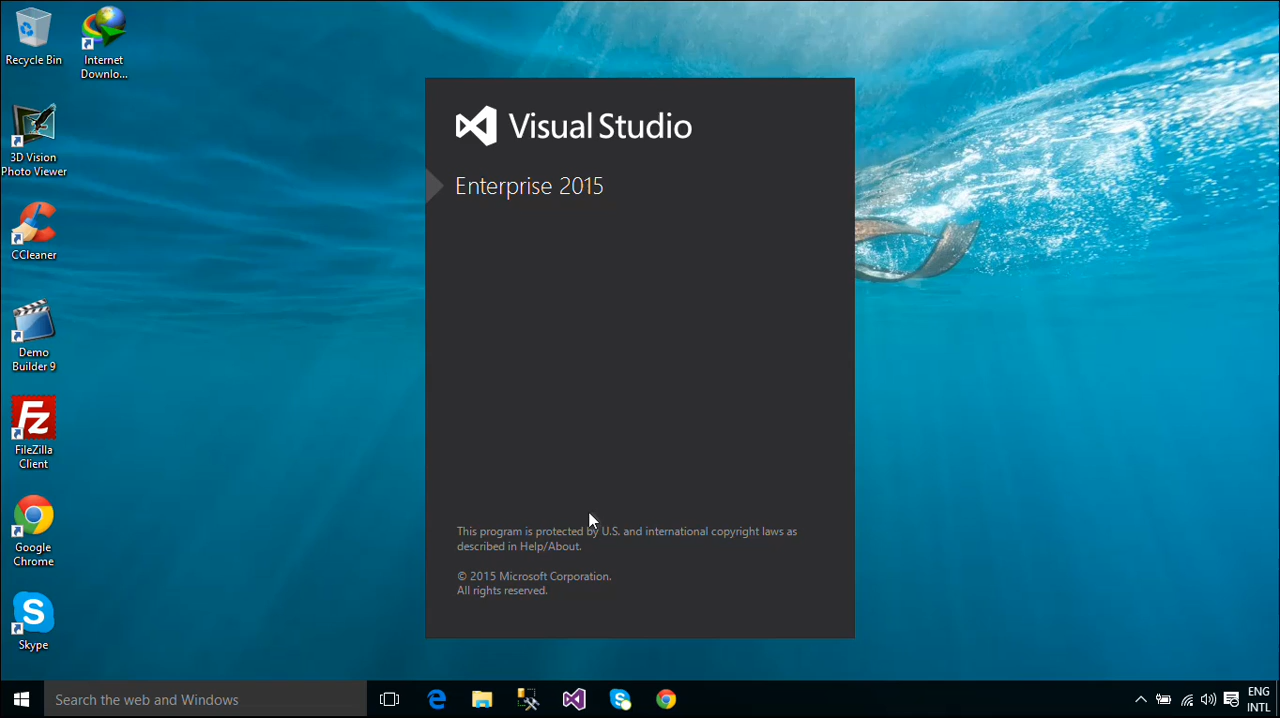 Recycle Bin
Internet
Downlo...
3D Vision
Photo Viewer
CCleaner
Demo
Builder 9
FileZilla
Client
Google
Chrome
Skype
Visual Studio
Enterprise 2015
This program is protected by U.S. and international copyright laws as
described in Help/About.
© 2015 Microsoft Corporation.
All rights reserved.
Search the web and Windows
ENG
INTL